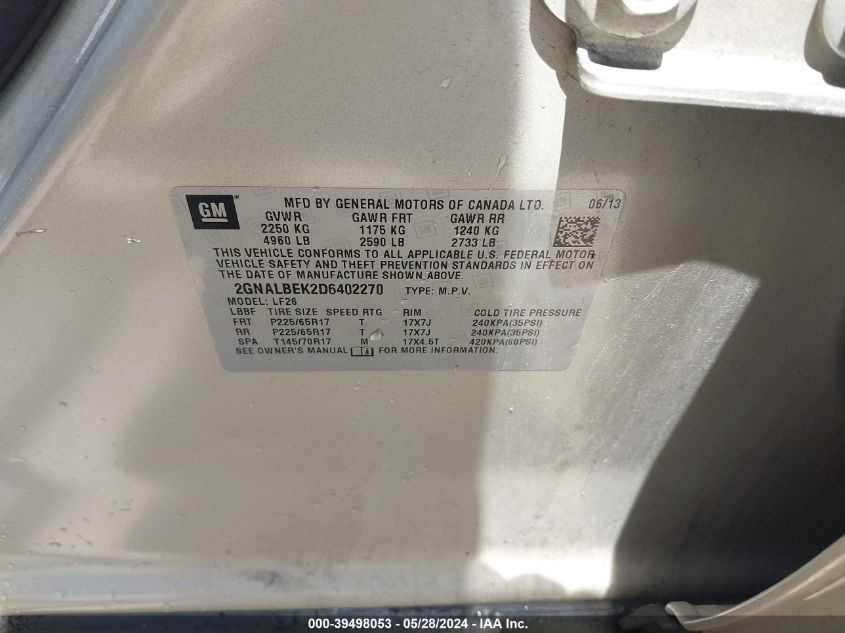 GM MFD BY GENERAL MOTORS OF CANADA LTD. 06/13
GVWR GAWR FRT GAWR RR
2250 KG 1175 KG 1240 KG
4960 LB 2590 LB 2733 LB
THIS VEHICLE CONFORMS TO ALL APPLICABLE U.S. FEDERAL MOTOR
VEHICLE SAFETY AND THEFT PREVENTION STANDARDS IN EFFECT ON
THE DATE OF MANUFACTURE SHOWN ABOVE.
2GNALBEK2D6402270 TYPE: M.P.V.
MODEL: LF26
LBBF TIRE SIZE SPEED RTG RIM COLD TIRE PRESSURE
FRT P225/65R17 T 17X7J 240KPA(35PSI)
RR P225/65R17 T 17X7J 240KPA(35PSI)
SPA T145/70R17 M 17X4.5T 420KPA(60PSI)
SEE OWNER'S MANUAL FOR MORE INFORMATION.
000-39498053 - 05/28/2024 - IAAI.COM